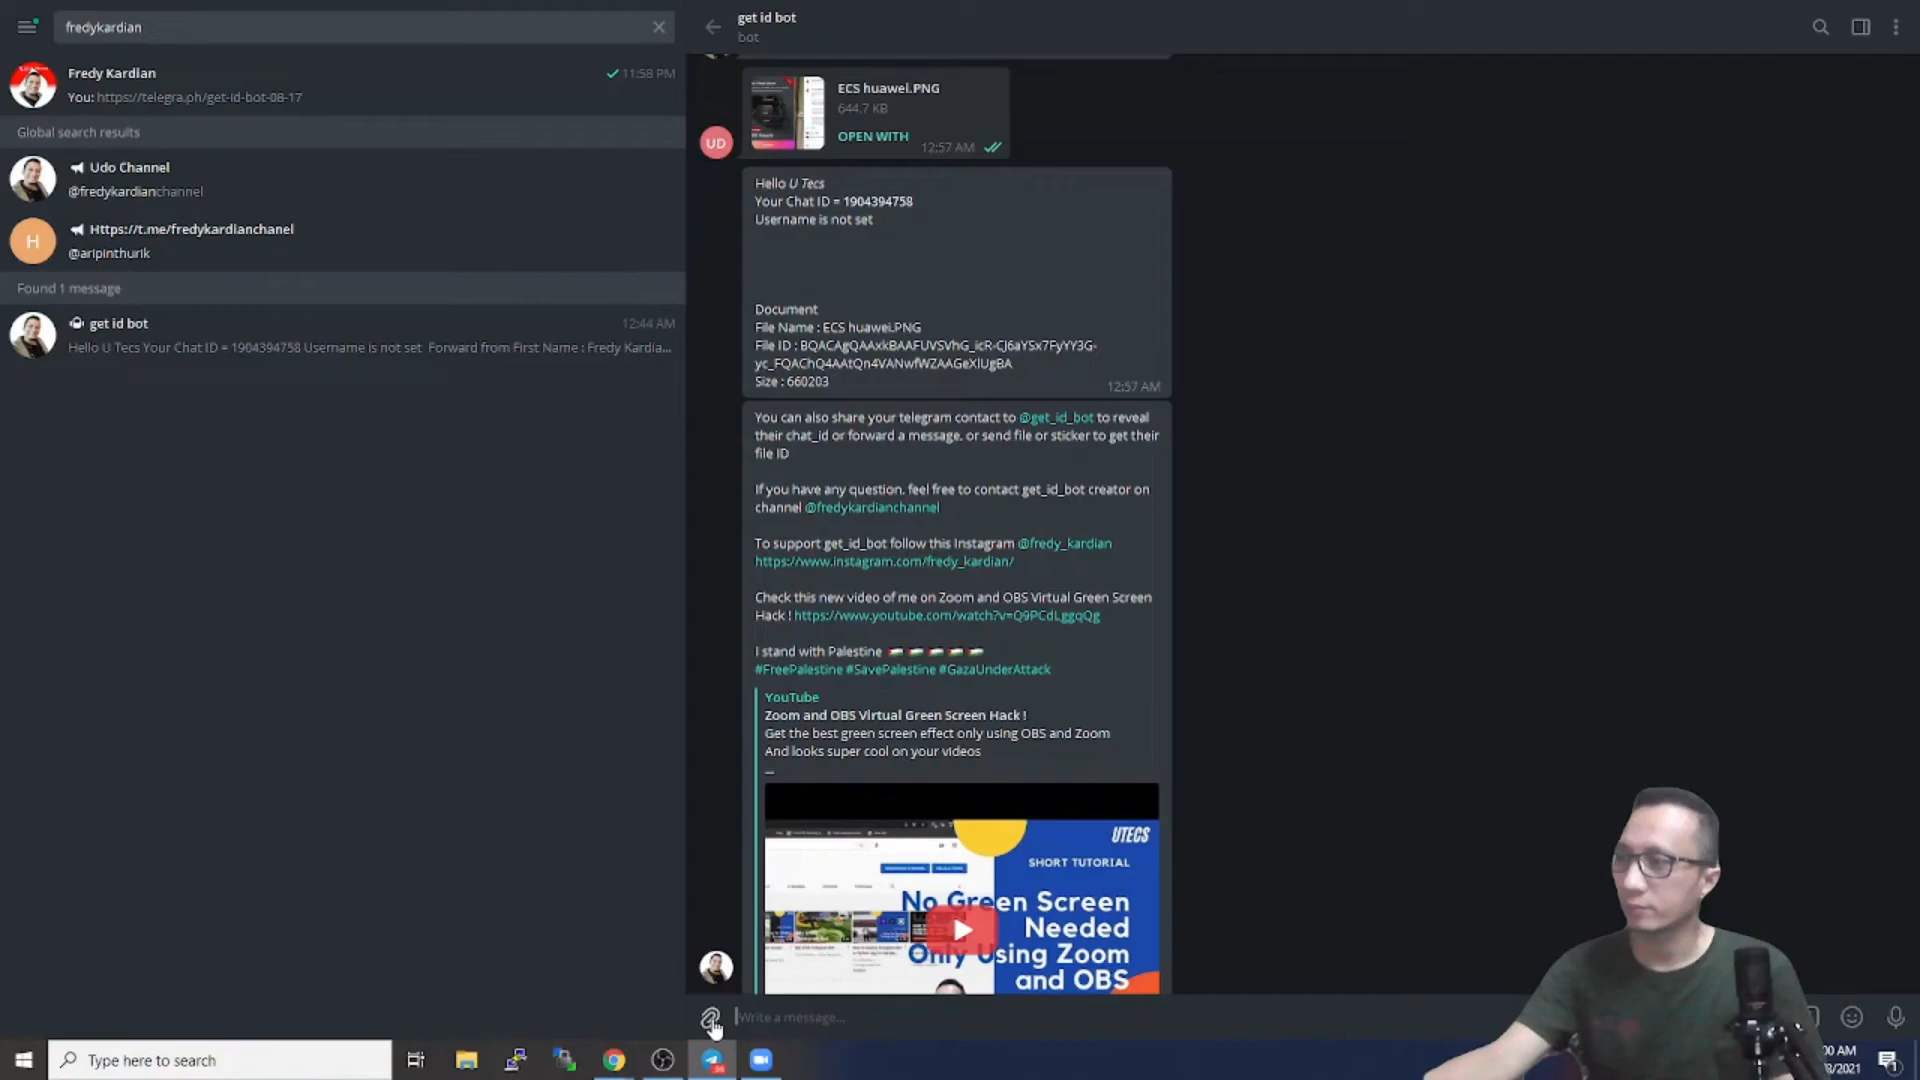 fredykardian
Fredy Kardian
11:58 PM
You: https://telegra.ph/get-id-bot-08-17
Global search results
Udo Channel
@fredykardianchannel
H
Https://t.me/fredykardianchanel
@aripinthurik
Found 1 message
get id bot
12:44 AM
Hello U Tecs Your Chat ID = 1904394758 Username is not set Forward from First Name : Fredy Kardia...
get id bot
bot
ECS huawei.PNG
644.7 KB
OPEN WITH
12:57 AM
UD
Hello U Tecs
Your Chat ID = 1904394758
Username is not set
Document
File Name : ECS huawei.PNG
Size : 660203
12:57 AM
You can also share your telegram contact to @get_id_bot to reveal
their chat_id or forward a message. or send file or sticker to get their
file ID
If you have any question. feel free to contact get_id_bot creator on
channel @fredykardianchannel
To support get_id_bot follow this Instagram @fredy_kardian
https://www.instagram.com/fredy_kardian/
Check this new video of me on Zoom and OBS Virtual Green Screen
Hack ! https://www.youtube.com/watch?v=Q9PCdLggqQg
I stand with Palestine
#FreePalestine #SavePalestine #GazaUnderAttack
YouTube
Zoom and OBS Virtual Green Screen Hack !
Get the best green screen effect only using OBS and Zoom
And looks super cool on your videos
...
UTECS
SHORT TUTORIAL
No Green Screen
Needed
Only Using Zoom
and OBS
Write a message...
Type here to search
00 AM
8/2021